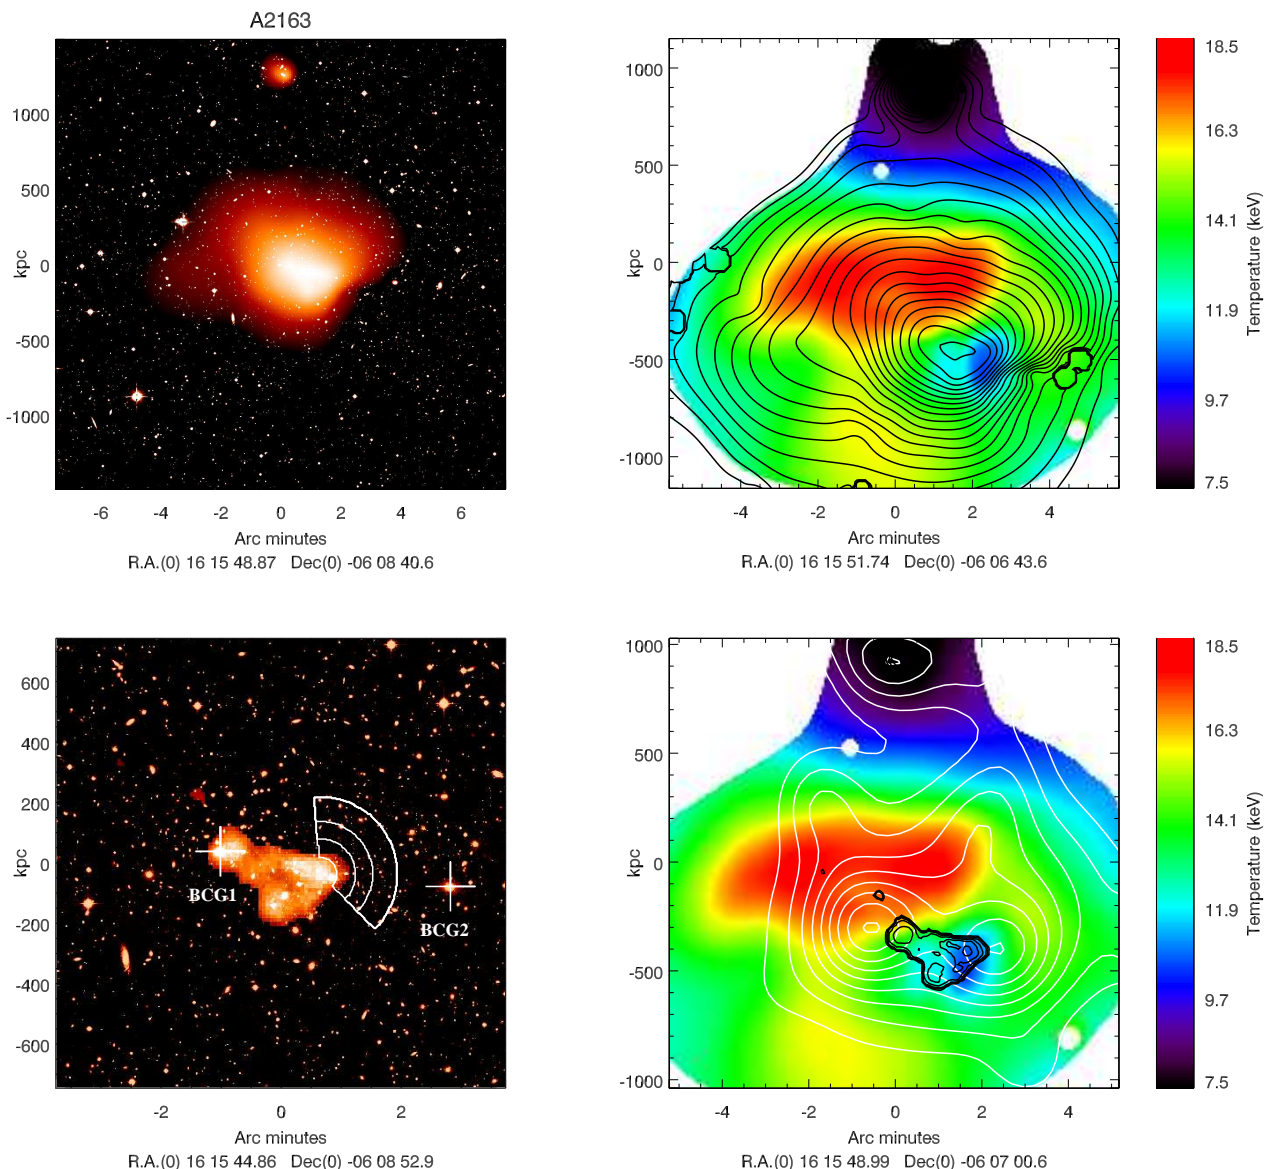 A2163
1000
500
0
-500
-1000
kpc
-6 -4 -2 0 2 4 6
Arc minutes
R.A.(0) 16 15 48.87 Dec(0) -06 08 40.6
1000
500
0
-500
-1000
kpc
-4 -2 0 2 4
Arc minutes
R.A.(0) 16 15 51.74 Dec(0) -06 06 43.6
18.5
16.3
14.1
11.9
9.7
7.5
Temperature (keV)
600
400
200
0
-200
-400
-600
kpc
BCG1
BCG2
-2 0 2
Arc minutes
R.A.(0) 16 15 44.86 Dec(0) -06 08 52.9
1000
500
0
-500
-1000
kpc
-4 -2 0 2 4
Arc minutes
R.A.(0) 16 15 48.99 Dec(0) -06 07 00.6
18.5
16.3
14.1
11.9
9.7
7.5
Temperature (keV)